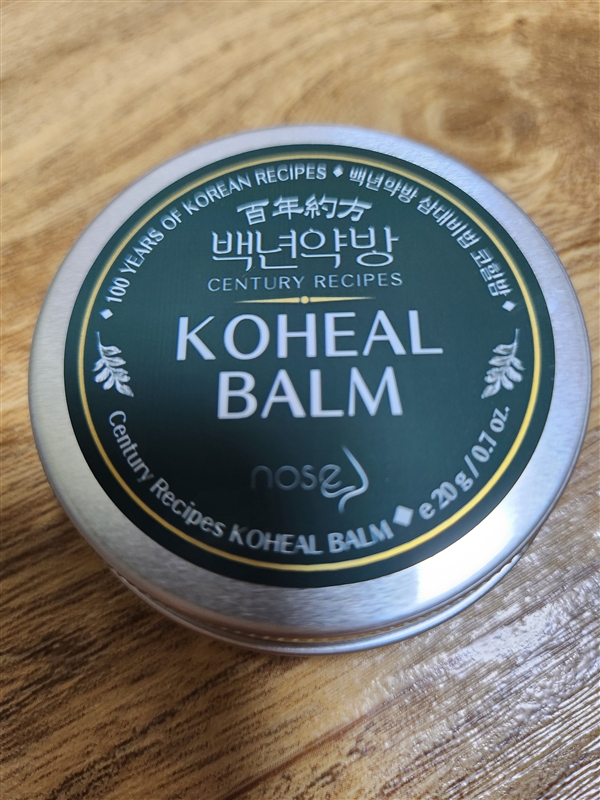 100 YEARS OF KOREAN RECIPES ◆ 백년약방 삼대비법 코힐밤 ◆
百年約方
백년약방
CENTURY RECIPES
KOHEAL
BALM
nose
Century Recipes KOHEAL BALM ◆ e 20 g / 0.7 oz.